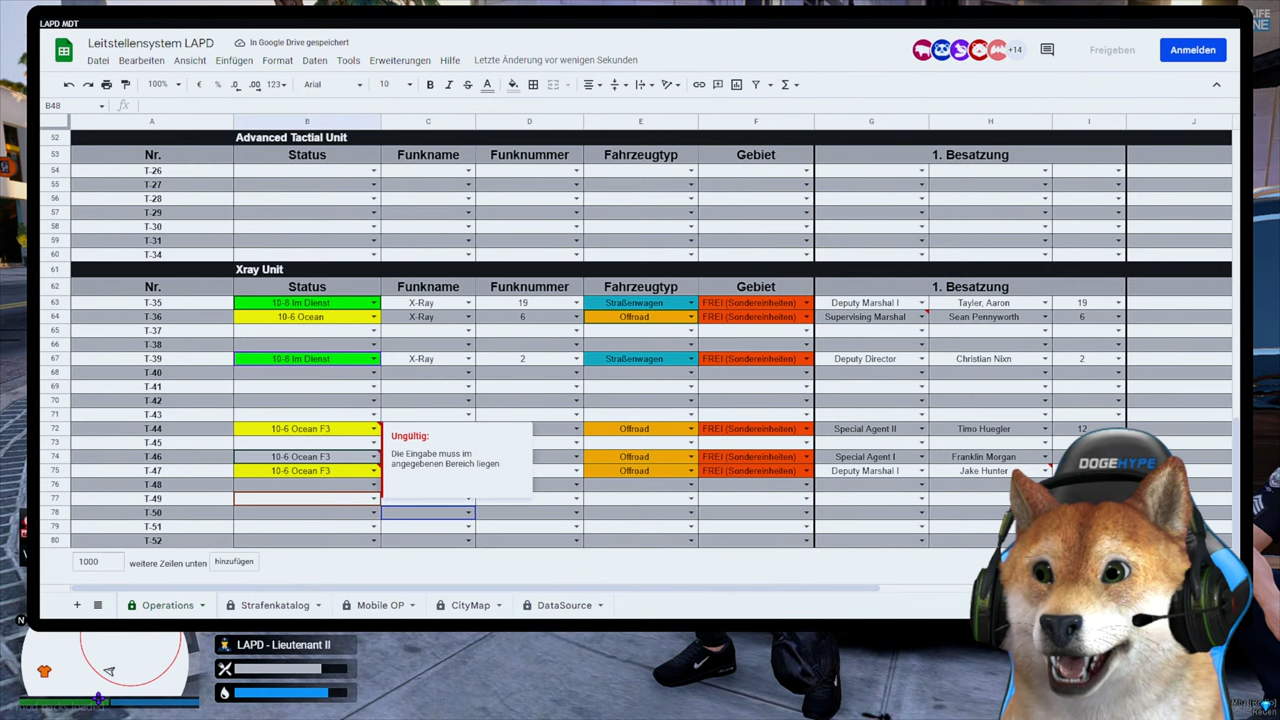 LAPD MDT
Leitstellensystem LAPD
In Google Drive gespeichert
Datei Bearbeiten Ansicht Einfügen Format Daten Tools Erweiterungen Hilfe Letzte Änderung vor wenigen Sekunden
+14
Freigeben
Anmelden
100% € % .0 .00 123 Arial 10
B48 fx
A B C D E F G H I J
52 Advanced Tactial Unit
53 Nr. Status Funkname Funknummer Fahrzeugtyp Gebiet 1. Besatzung
54 T-26
55 T-27
56 T-28
57 T-29
58 T-30
59 T-31
60 T-34
61 Xray Unit
62 Nr. Status Funkname Funknummer Fahrzeugtyp Gebiet 1. Besatzung
63 T-35 10-8 Im Dienst X-Ray 19 Straßenwagen FREI (Sondereinheiten) Deputy Marshal I Tayler, Aaron 19
64 T-36 10-6 Ocean X-Ray 6 Offroad FREI (Sondereinheiten) Supervising Marshal Sean Pennyworth 6
65 T-37
66 T-38
67 T-39 10-8 Im Dienst X-Ray 2 Straßenwagen FREI (Sondereinheiten) Deputy Director Christian Nixn 2
68 T-40
69 T-41
70 T-42
71 T-43
72 T-44 10-6 Ocean F3 Offroad FREI (Sondereinheiten) Special Agent II Timo Huegler 12
73 T-45
74 T-46 10-6 Ocean F3 Offroad FREI (Sondereinheiten) Special Agent I Franklin Morgan
75 T-47 10-6 Ocean F3 Offroad FREI (Sondereinheiten) Deputy Marshal I Jake Hunter
76 T-48
77 T-49
78 T-50
79 T-51
80 T-52
Ungültig:
Die Eingabe muss im
angegebenen Bereich liegen
1000 weitere Zeilen unten hinzufügen
Operations Strafenkatalog Mobile OP CityMap DataSource
DOGEHYPE
N
LAPD - Lieutenant II